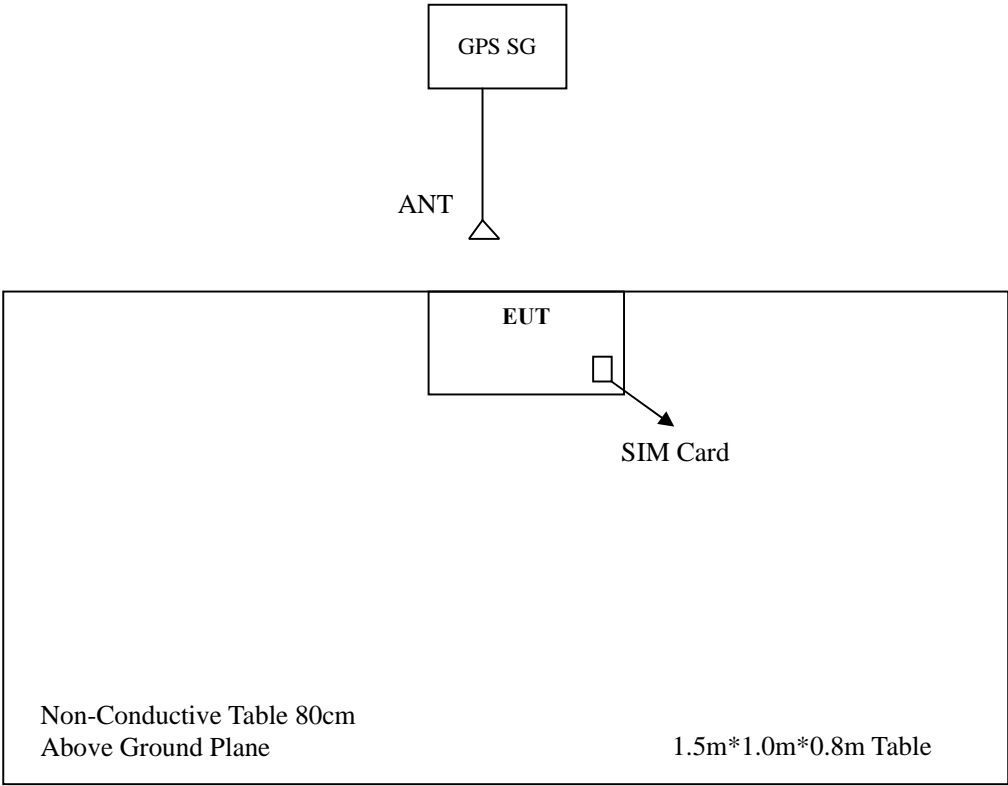 GPS SG
ANT
EUT
SIM Card
Non-Conductive Table 80cm
Above Ground Plane
1.5m*1.0m*0.8m Table